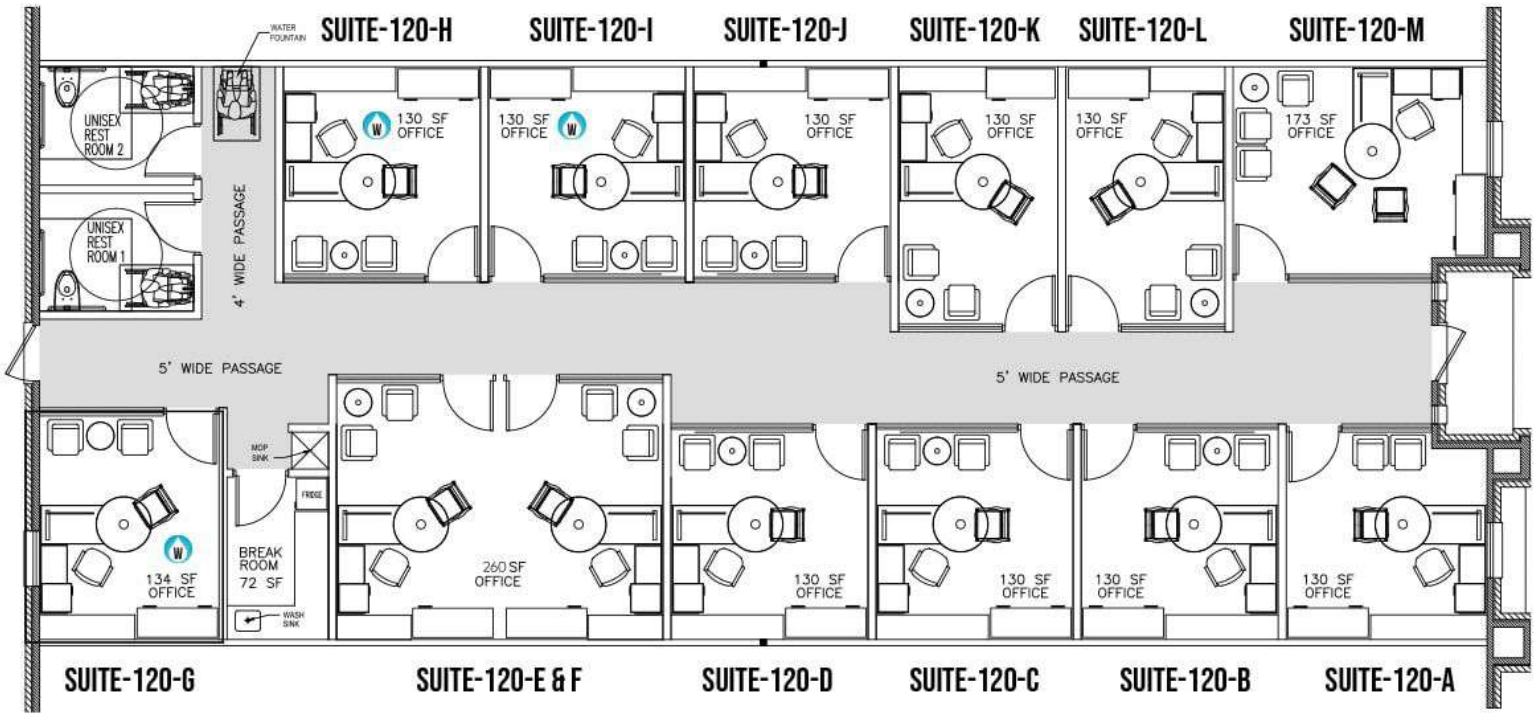 WATER
FOUNTAIN
SUITE-120-H
SUITE-120-I
SUITE-120-J
SUITE-120-K
SUITE-120-L
SUITE-120-M
UNISEX
REST
ROOM 2
W
130 SF
OFFICE
130 SF
OFFICE
W
130 SF
OFFICE
130 SF
OFFICE
130 SF
OFFICE
173 SF
OFFICE
UNISEX
REST
ROOM 1
4' WIDE PASSAGE
5' WIDE PASSAGE
5' WIDE PASSAGE
MOP
SINK
FRIDGE
W
134 SF
OFFICE
BREAK
ROOM
72 SF
WASH
SINK
260 SF
OFFICE
130 SF
OFFICE
130 SF
OFFICE
130 SF
OFFICE
130 SF
OFFICE
SUITE-120-G
SUITE-120-E & F
SUITE-120-D
SUITE-120-C
SUITE-120-B
SUITE-120-A